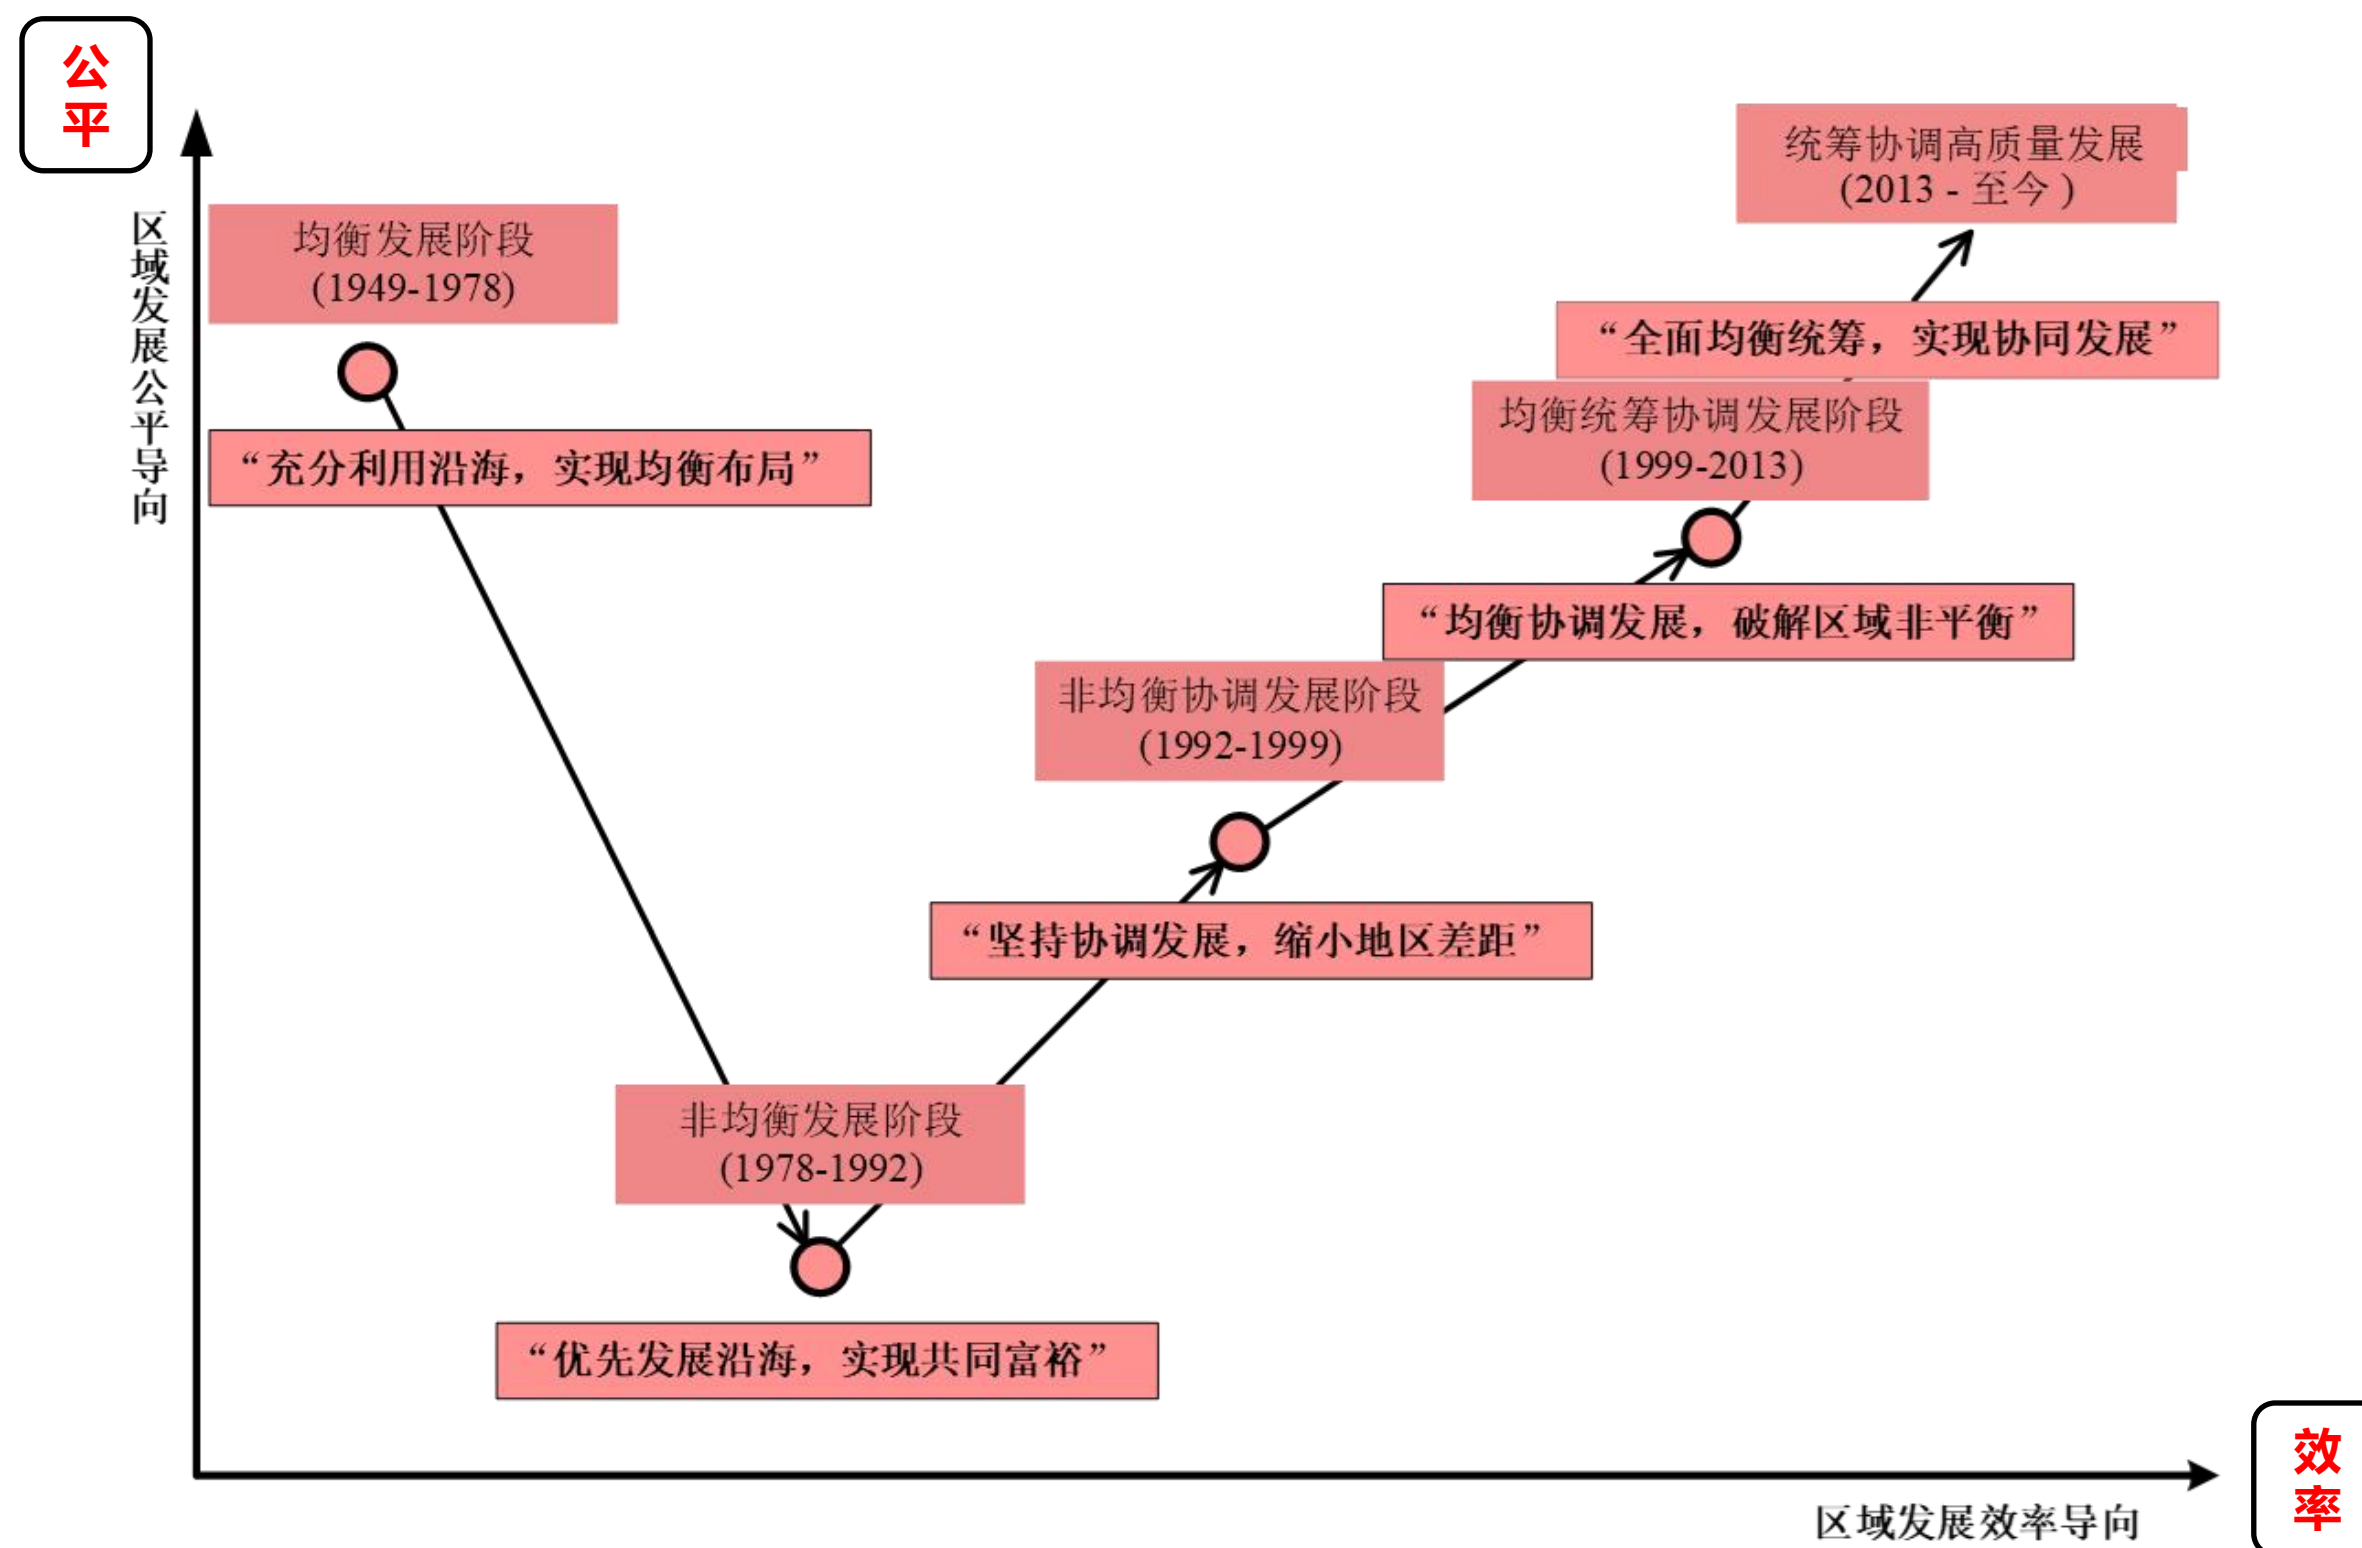 公
平
区域发展公平导向
均衡发展阶段
(1949-1978)
“充分利用沿海，实现均衡布局”
统筹协调高质量发展
(2013 - 至今 )
“全面均衡统筹，实现协同发展”
均衡统筹协调发展阶段
(1999-2013)
“均衡协调发展，破解区域非平衡”
非均衡协调发展阶段
(1992-1999)
“坚持协调发展，缩小地区差距”
非均衡发展阶段
(1978-1992)
“优先发展沿海，实现共同富裕”
区域发展效率导向
效
率